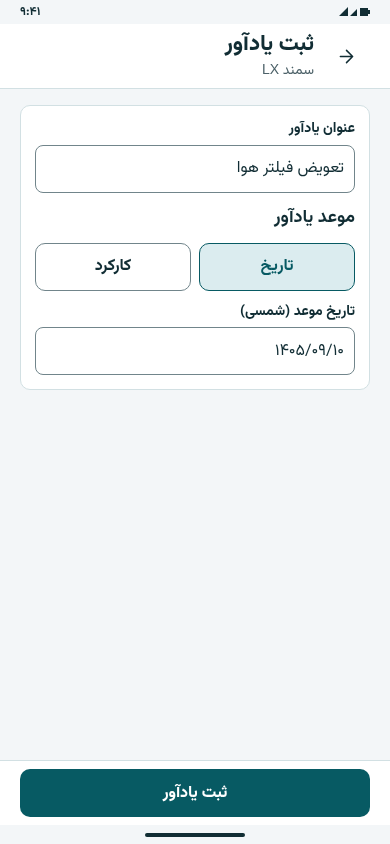 ۹:۴۱
ثبت یادآور
سمند LX
عنوان یادآور
تعویض فیلتر هوا
موعد یادآور
تاریخ
کارکرد
تاریخ موعد (شمسی)
۱۴۰۵/۰۹/۱۰
ثبت یادآور